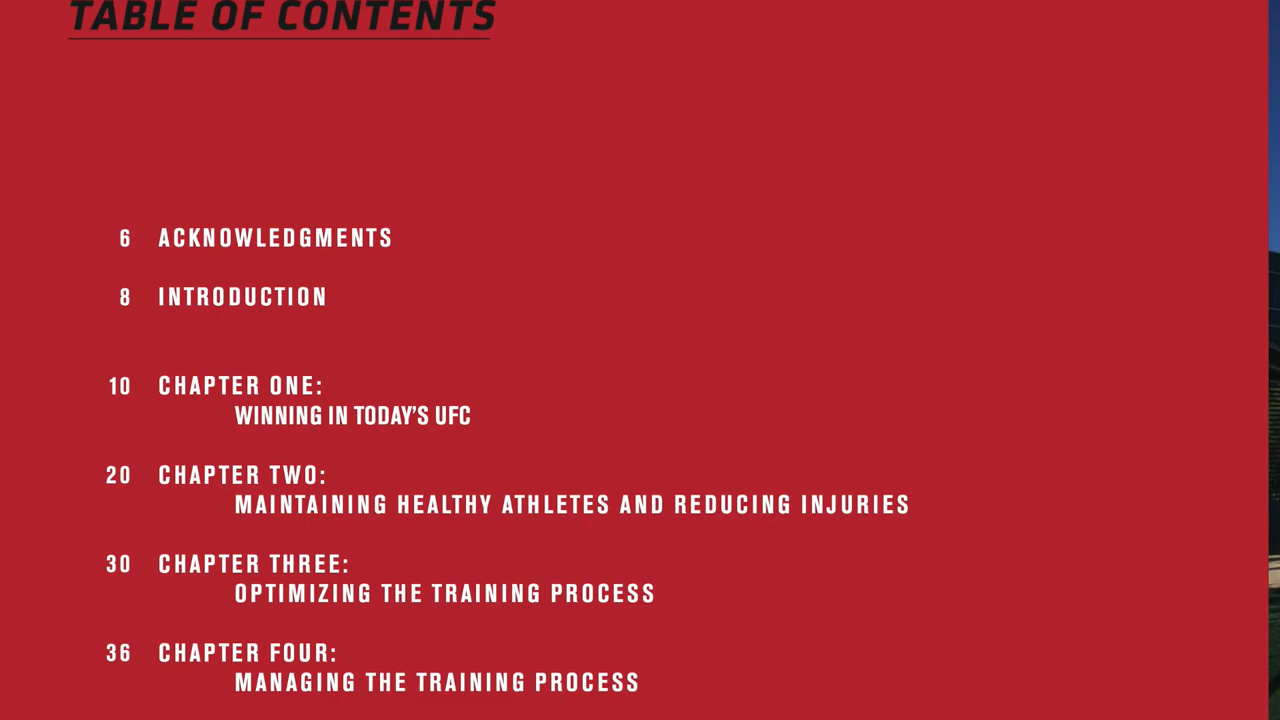 TABLE OF CONTENTS
6 ACKNOWLEDGMENTS
8 INTRODUCTION
10 CHAPTER ONE:
WINNING IN TODAY’S UFC
20 CHAPTER TWO:
MAINTAINING HEALTHY ATHLETES AND REDUCING INJURIES
30 CHAPTER THREE:
OPTIMIZING THE TRAINING PROCESS
36 CHAPTER FOUR:
MANAGING THE TRAINING PROCESS